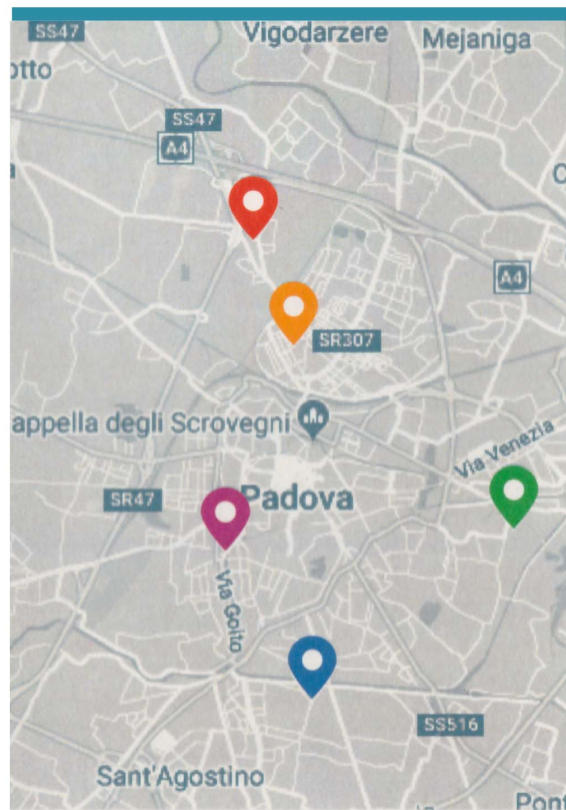 SS47
Vigodarzere
Mejaniga
otto
SS47
A4
A4
SR307
appella degli Scrovegni
Via Venezia
SR47
Padova
Via Goito
SS516
Sant'Agostino
Pont